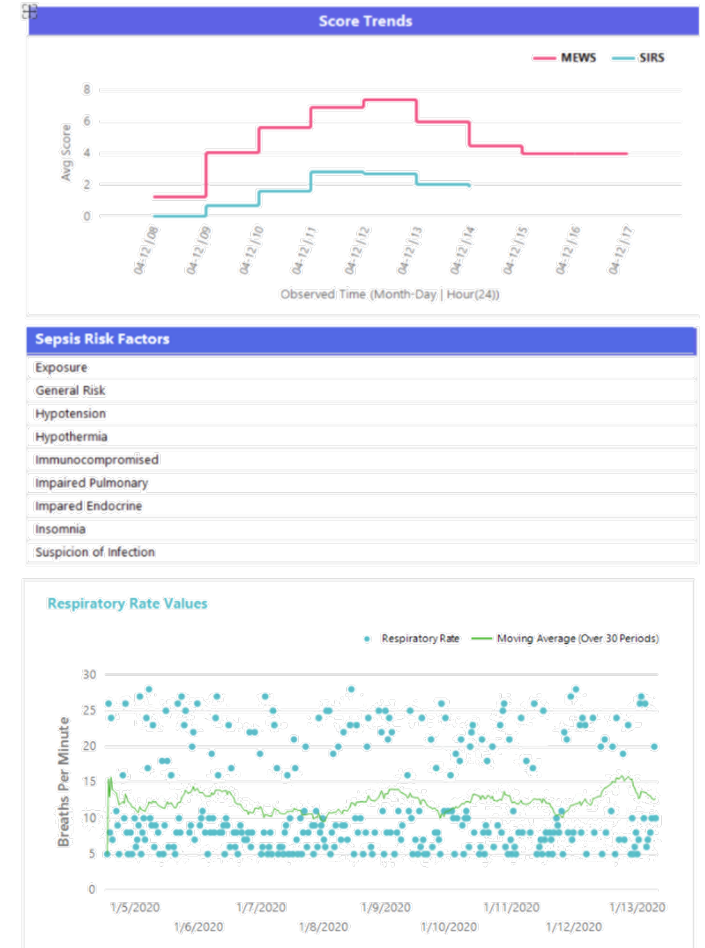 Score Trends
MEWS SIRS
8
6
4
2
0
Avg Score
04-12 | 08
04-12 | 09
04-12 | 10
04-12 | 11
04-12 | 12
04-12 | 13
04-12 | 14
04-12 | 15
04-12 | 16
04-12 | 17
Observed Time (Month-Day | Hour(24))
Sepsis Risk Factors
Exposure
General Risk
Hypotension
Hypothermia
Immunocompromised
Impaired Pulmonary
Impared Endocrine
Insomnia
Suspicion of Infection
Respiratory Rate Values
Respiratory Rate Moving Average (Over 30 Periods)
30
25
20
15
10
5
0
Breaths Per Minute
1/5/2020 1/7/2020 1/9/2020 1/11/2020 1/13/2020
1/6/2020 1/8/2020 1/10/2020 1/12/2020